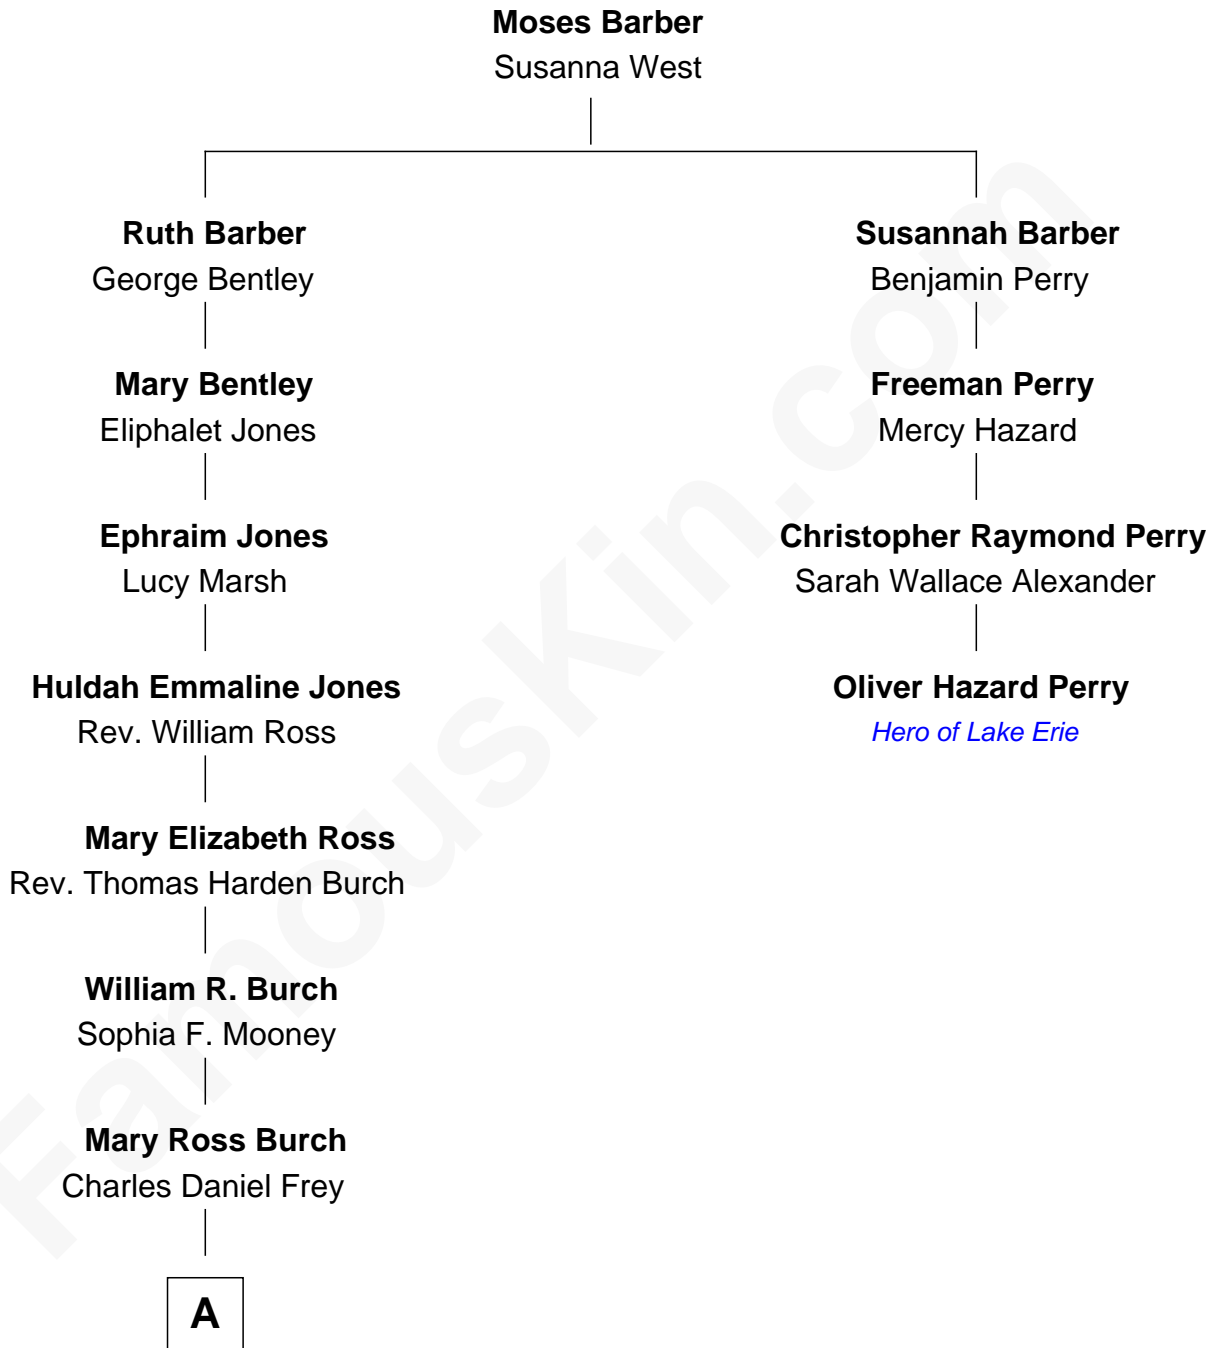 Moses Barber
Susanna West
Ruth Barber
George Bentley
Susannah Barber
Benjamin Perry
Mary Bentley
Eliphalet Jones
Freeman Perry
Mercy Hazard
Ephraim Jones
Lucy Marsh
Christopher Raymond Perry
Sarah Wallace Alexander
Huldah Emmaline Jones
Rev. William Ross
Oliver Hazard Perry
Hero of Lake Erie
Mary Elizabeth Ross
Rev. Thomas Harden Burch
William R. Burch
Sophia F. Mooney
Mary Ross Burch
Charles Daniel Frey
A
FamousKin.com